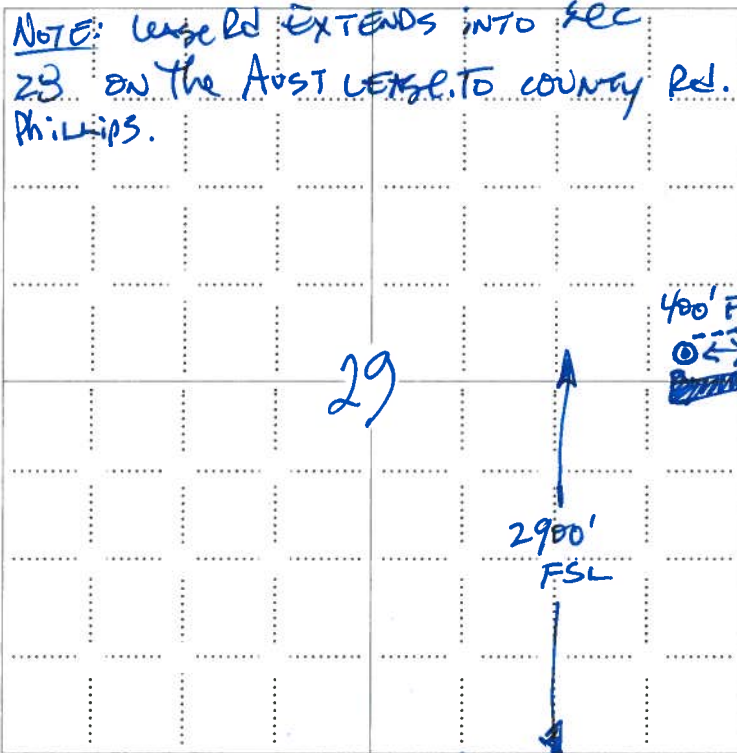 NOTE: Lease Rd EXTENDS INTO Sec
28 ON The AUST LEASE. TO COUNTY Rd.
Phillips.
400' F
29
2900'
FSL